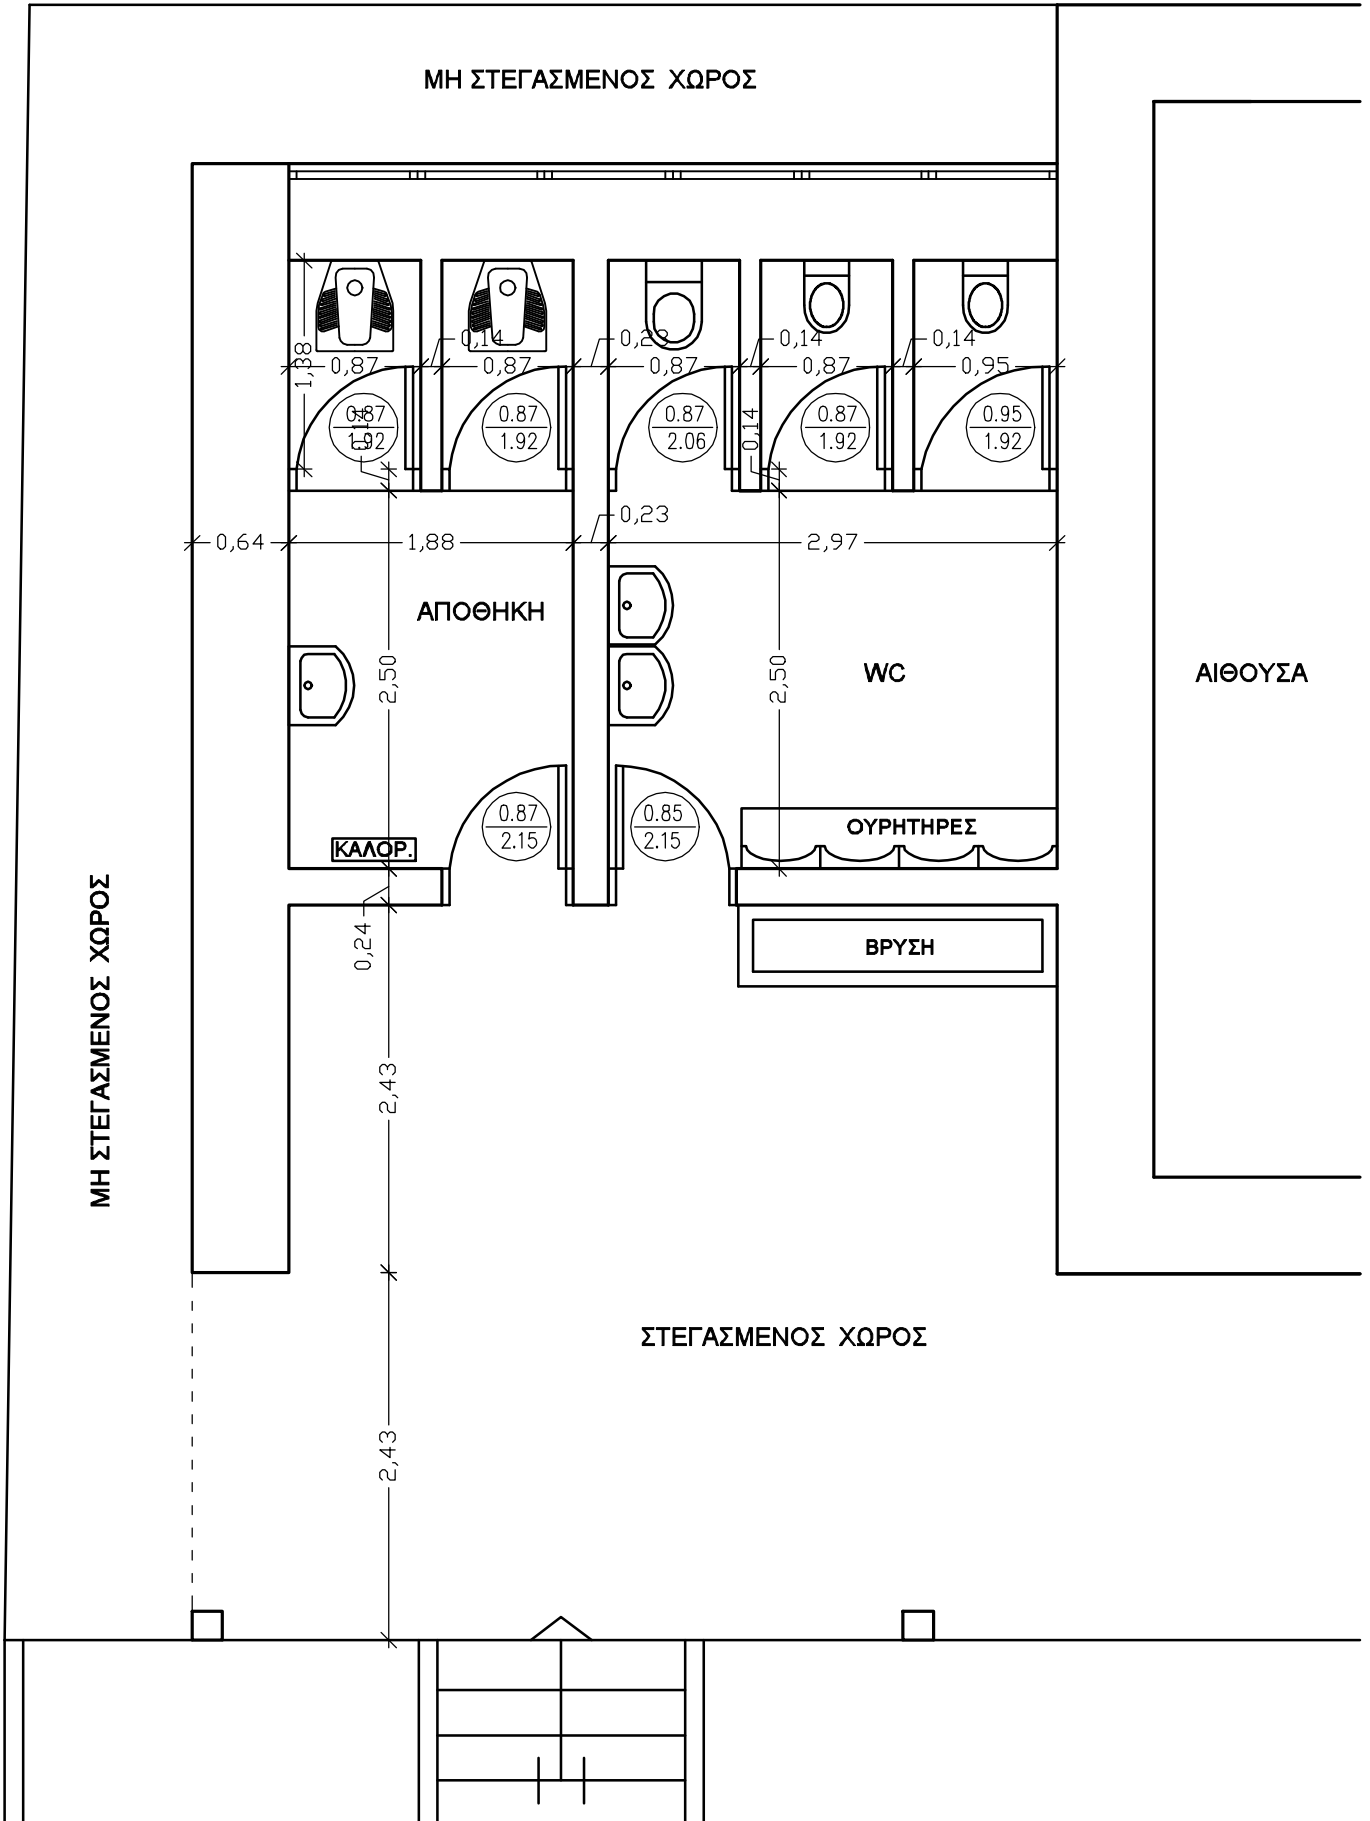 ΜΗ ΣΤΕΓΑΣΜΕΝΟΣ ΧΩΡΟΣ
0,14 0,23 0,14 0,14
1,38 0,87 0,87 0,87 0,87 0,95
0.87 0.87 0.87 0.87 0.95
1.92 1.92 2.06 1.92 1.92
0,14 0,14
0,23
0,64 1,88 2,97
ΑΠΟΘΗΚΗ
2,50 2,50
WC
ΑΙΘΟΥΣΑ
0.87 0.85
2.15 2.15
ΟΥΡΗΤΗΡΕΣ
ΚΑΛΟΡ.
0,24
ΒΡΥΣΗ
ΜΗ ΣΤΕΓΑΣΜΕΝΟΣ ΧΩΡΟΣ
2,43
ΣΤΕΓΑΣΜΕΝΟΣ ΧΩΡΟΣ
2,43